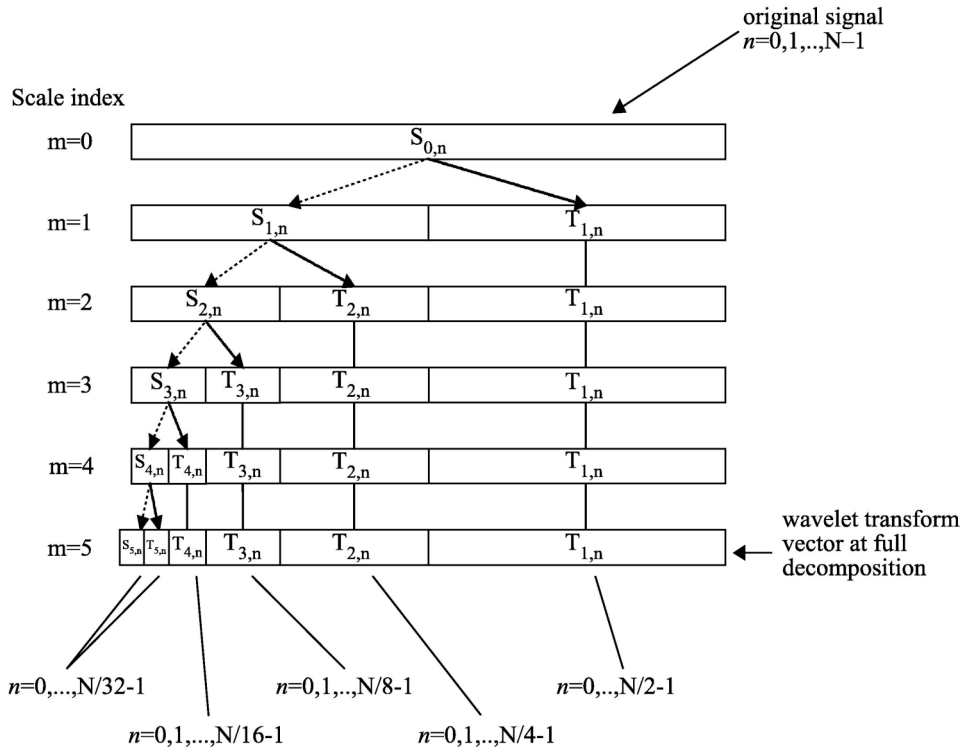 original signal
n=0,1,..,N–1
Scale index
m=0
S0,n
m=1
S1,n
T1,n
m=2
S2,n
T2,n
T1,n
m=3
S3,n
T3,n
T2,n
T1,n
m=4
S4,n
T4,n
T3,n
T2,n
T1,n
m=5
S5,n
T5,n
T4,n
T3,n
T2,n
T1,n
wavelet transform
vector at full
decomposition
n=0,...,N/32-1
n=0,1,..,N/8-1
n=0,..,N/2-1
n=0,1,...,N/16-1
n=0,1,..,N/4-1